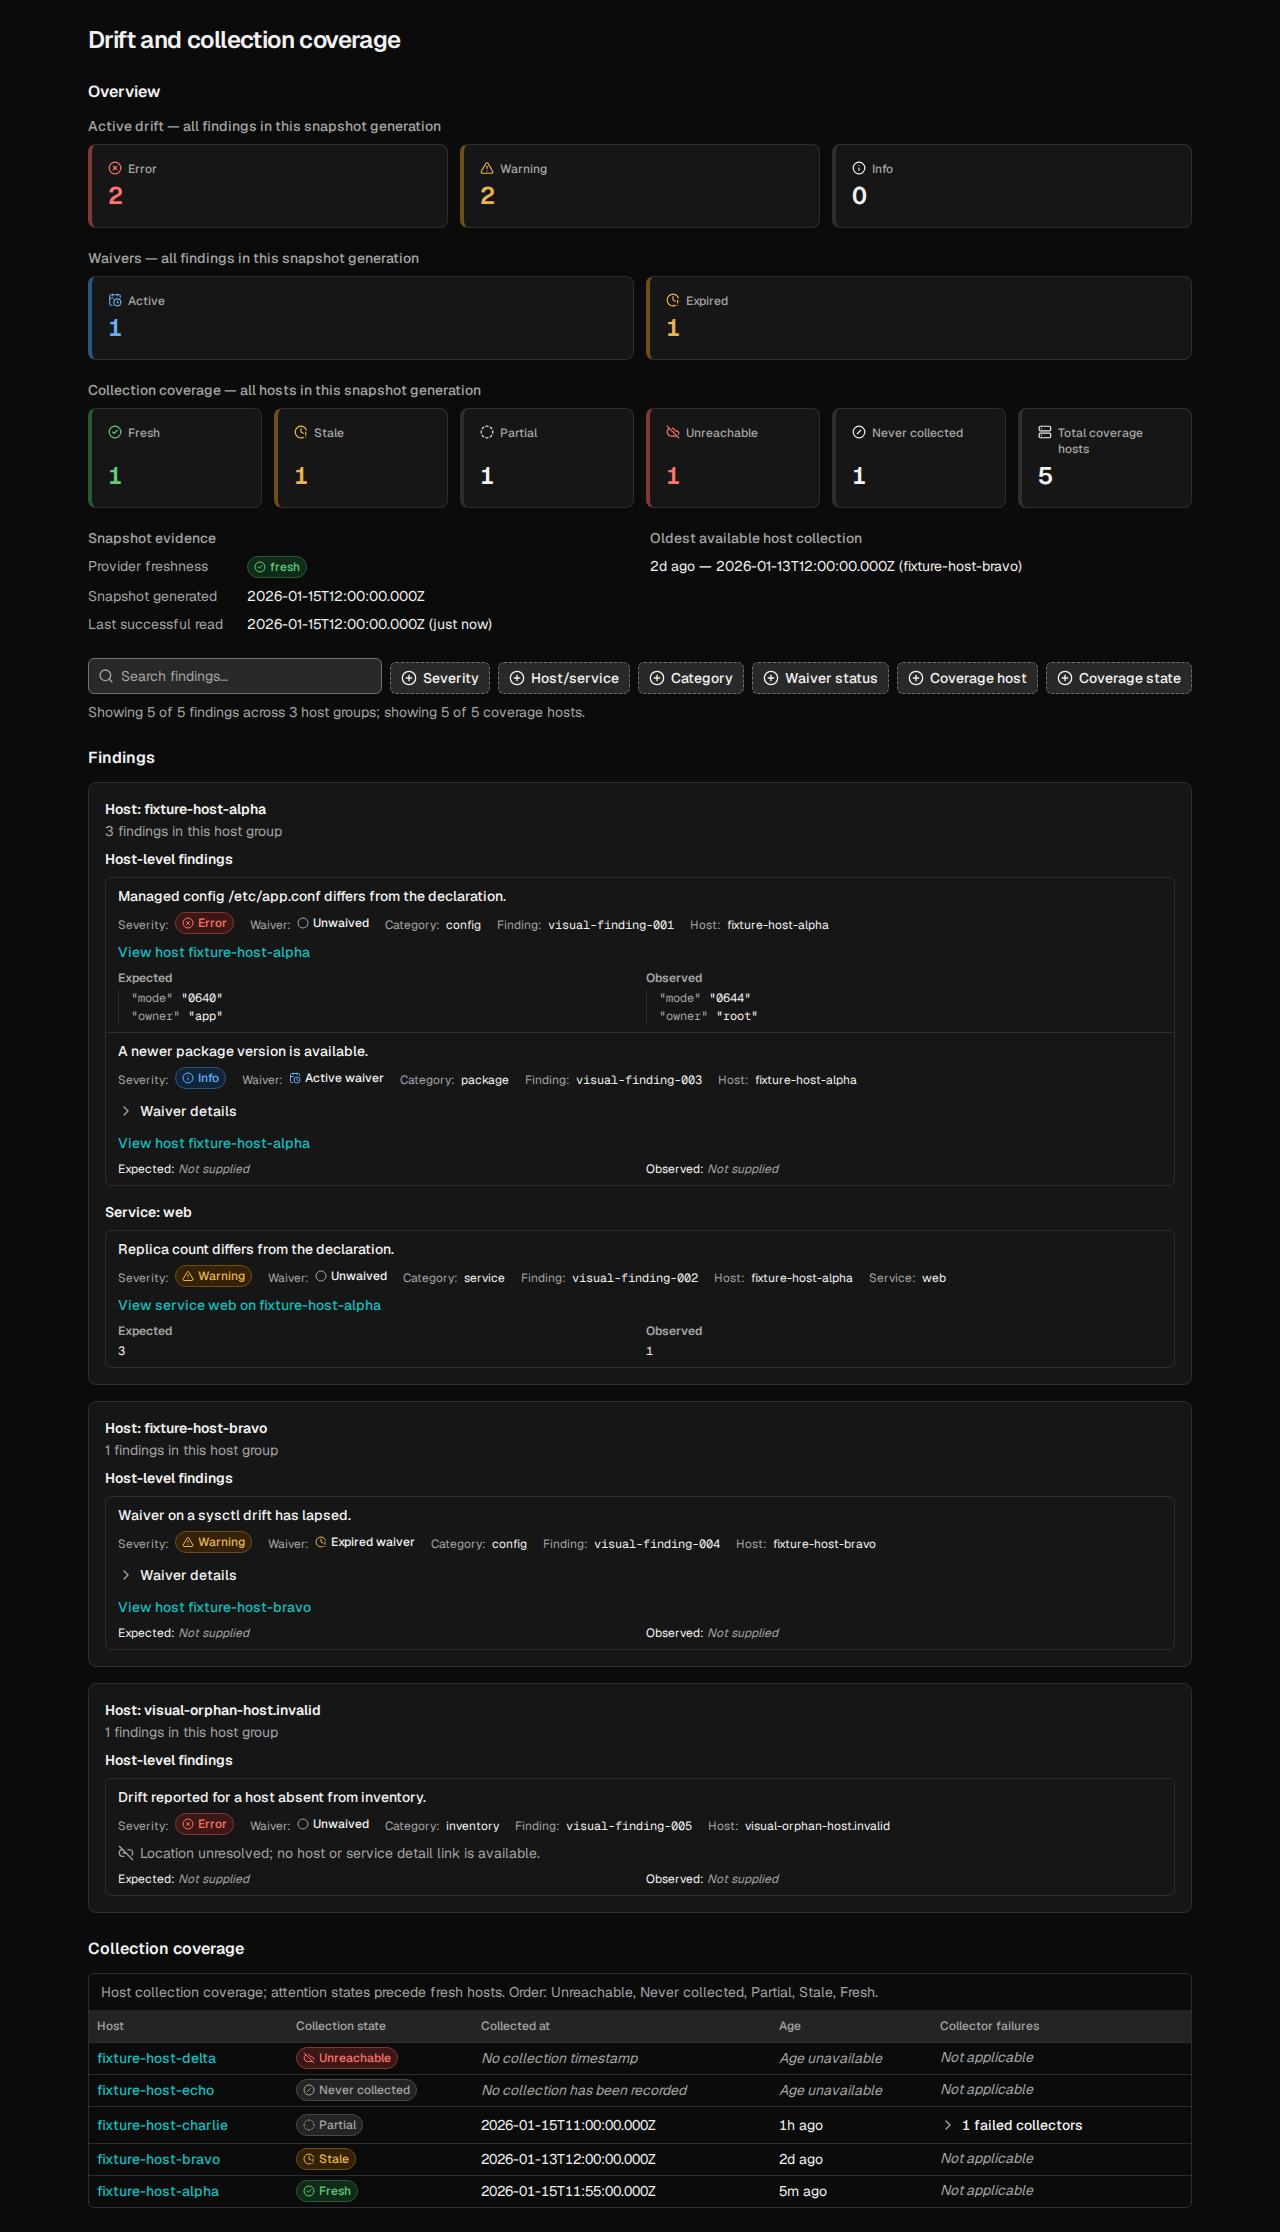 Drift and collection coverage
Overview
Active drift — all findings in this snapshot generation
Error
2
Warning
2
Info
0
Waivers — all findings in this snapshot generation
Active
1
Expired
1
Collection coverage — all hosts in this snapshot generation
Fresh
1
Stale
1
Partial
1
Unreachable
1
Never collected
1
Total coverage
hosts
5
Snapshot evidence
Provider freshness fresh
Snapshot generated 2026-01-15T12:00:00.000Z
Last successful read 2026-01-15T12:00:00.000Z (just now)
Oldest available host collection
2d ago — 2026-01-13T12:00:00.000Z (fixture-host-bravo)
Search findings... Severity Host/service Category Waiver status Coverage host Coverage state
Showing 5 of 5 findings across 3 host groups; showing 5 of 5 coverage hosts.
Findings
Host: fixture-host-alpha
3 findings in this host group
Host-level findings
Managed config /etc/app.conf differs from the declaration.
Severity: Error Waiver: Unwaived Category: config Finding: visual-finding-001 Host: fixture-host-alpha
View host fixture-host-alpha
Expected Observed
"mode" "0640" "mode" "0644"
"owner" "app" "owner" "root"
A newer package version is available.
Severity: Info Waiver: Active waiver Category: package Finding: visual-finding-003 Host: fixture-host-alpha
Waiver details
View host fixture-host-alpha
Expected: Not supplied Observed: Not supplied
Service: web
Replica count differs from the declaration.
Severity: Warning Waiver: Unwaived Category: service Finding: visual-finding-002 Host: fixture-host-alpha Service: web
View service web on fixture-host-alpha
Expected Observed
3 1
Host: fixture-host-bravo
1 findings in this host group
Host-level findings
Waiver on a sysctl drift has lapsed.
Severity: Warning Waiver: Expired waiver Category: config Finding: visual-finding-004 Host: fixture-host-bravo
Waiver details
View host fixture-host-bravo
Expected: Not supplied Observed: Not supplied
Host: visual-orphan-host.invalid
1 findings in this host group
Host-level findings
Drift reported for a host absent from inventory.
Severity: Error Waiver: Unwaived Category: inventory Finding: visual-finding-005 Host: visual-orphan-host.invalid
Location unresolved; no host or service detail link is available.
Expected: Not supplied Observed: Not supplied
Collection coverage
Host collection coverage; attention states precede fresh hosts. Order: Unreachable, Never collected, Partial, Stale, Fresh.
Host Collection state Collected at Age Collector failures
fixture-host-delta Unreachable No collection timestamp Age unavailable Not applicable
fixture-host-echo Never collected No collection has been recorded Age unavailable Not applicable
fixture-host-charlie Partial 2026-01-15T11:00:00.000Z 1h ago 1 failed collectors
fixture-host-bravo Stale 2026-01-13T12:00:00.000Z 2d ago Not applicable
fixture-host-alpha Fresh 2026-01-15T11:55:00.000Z 5m ago Not applicable